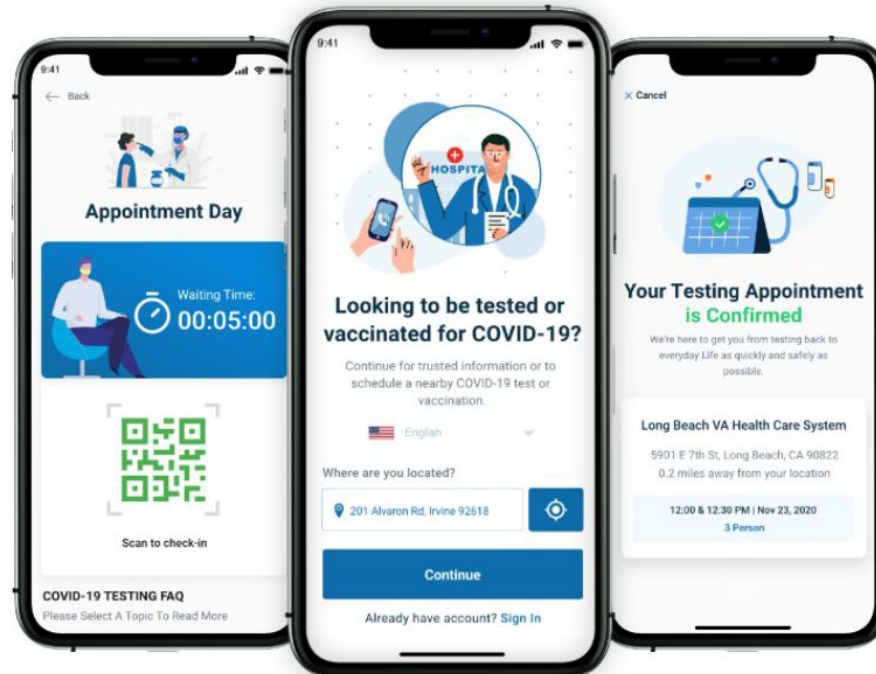 9:41
Back
Appointment Day
Waiting Time:
00:05:00
Scan to check-in
COVID-19 TESTING FAQ
Please Select A Topic To Read More
9:41
HOSPITA
Looking to be tested or
vaccinated for COVID-19?
Continue for trusted information or to
schedule a nearby COVID-19 test or
vaccination.
English
Where are you located?
201 Alvaron Rd, Irvine 92618
Continue
Already have account? Sign In
Cancel
Your Testing Appointment
is Confirmed
We're here to get you from testing back to
everyday Life as quickly and safely as
possible.
Long Beach VA Health Care System
5901 E 7th St, Long Beach, CA 90822
0.2 miles away from your location
12:00 & 12:30 PM | Nov 23, 2020
3 Person